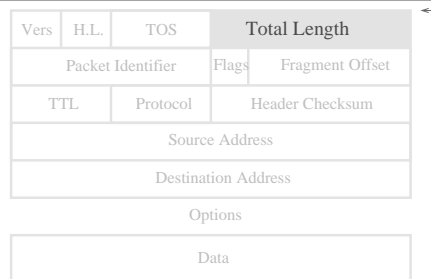 Vers H.L. TOS Total Length
Packet Identifier Flags Fragment Offset
TTL Protocol Header Checksum
Source Address
Destination Address
Options
Data